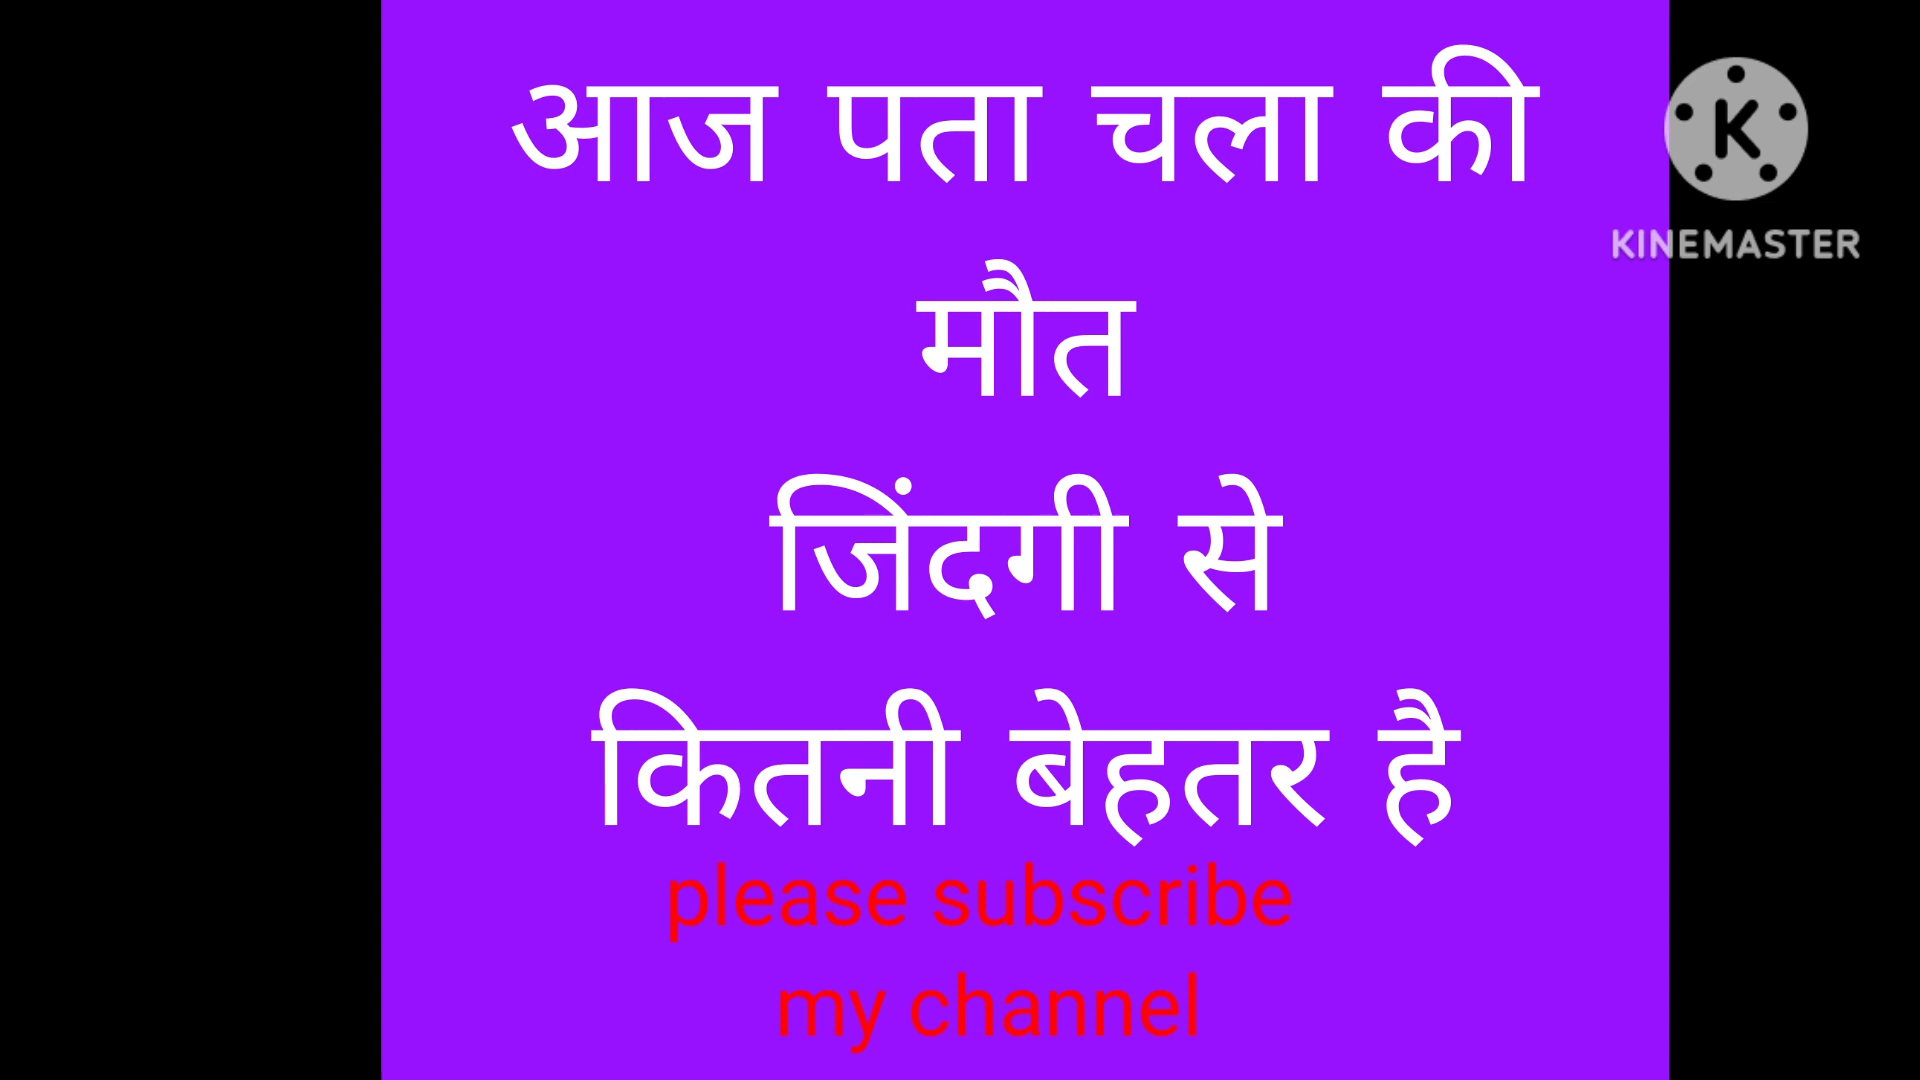 आज पता चला की
मौत
जिंदगी से
कितनी बेहतर है
please subscribe
my channel
K
KINEMASTER